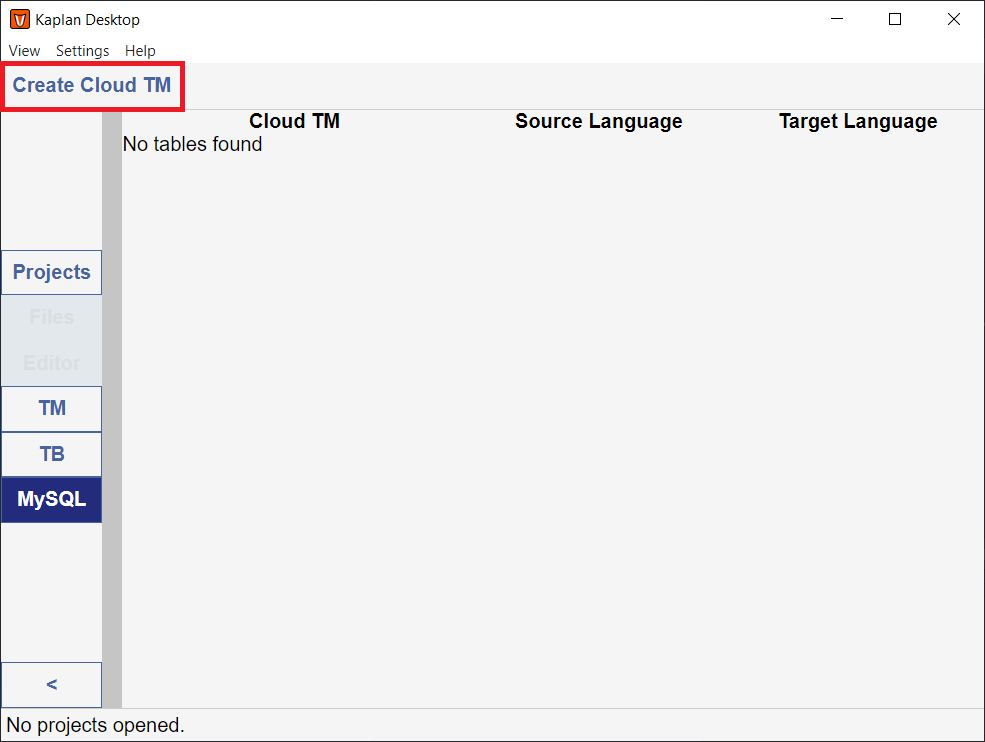 Kaplan Desktop
View Settings Help
Create Cloud TM
Cloud TM Source Language Target Language
No tables found
Projects
Files
Editor
TM
TB
MySQL
<
No projects opened.